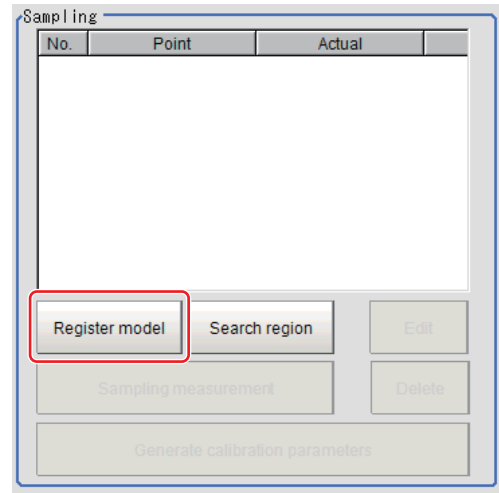 Sampling
No. Point Actual
Register model Search region Edit
Sampling measurement Delete
Generate calibration parameters